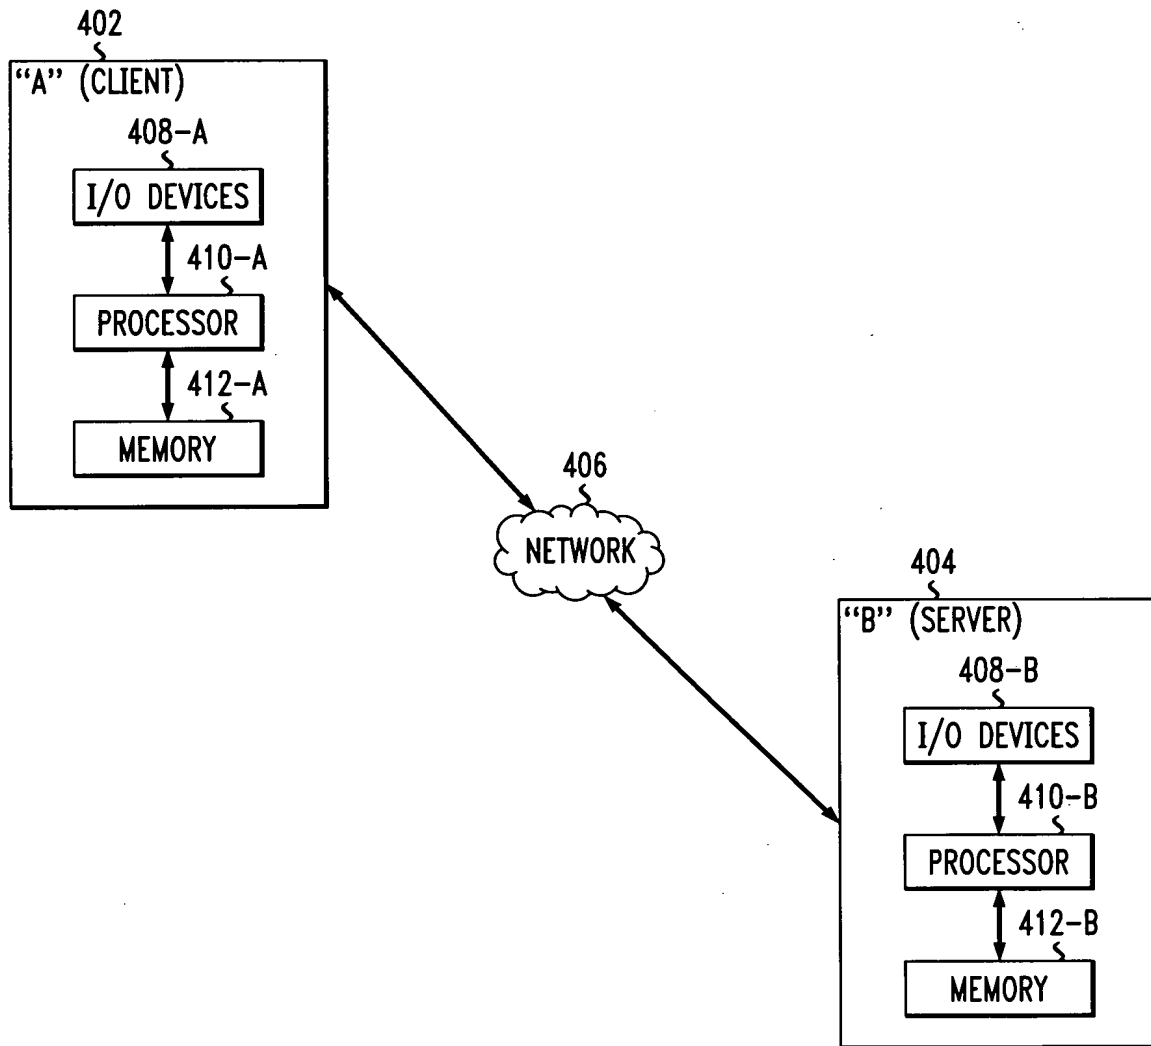 402
“A” (CLIENT)
408-A
I/O DEVICES
410-A
PROCESSOR
412-A
MEMORY
406
NETWORK
404
“B” (SERVER)
408-B
I/O DEVICES
410-B
PROCESSOR
412-B
MEMORY